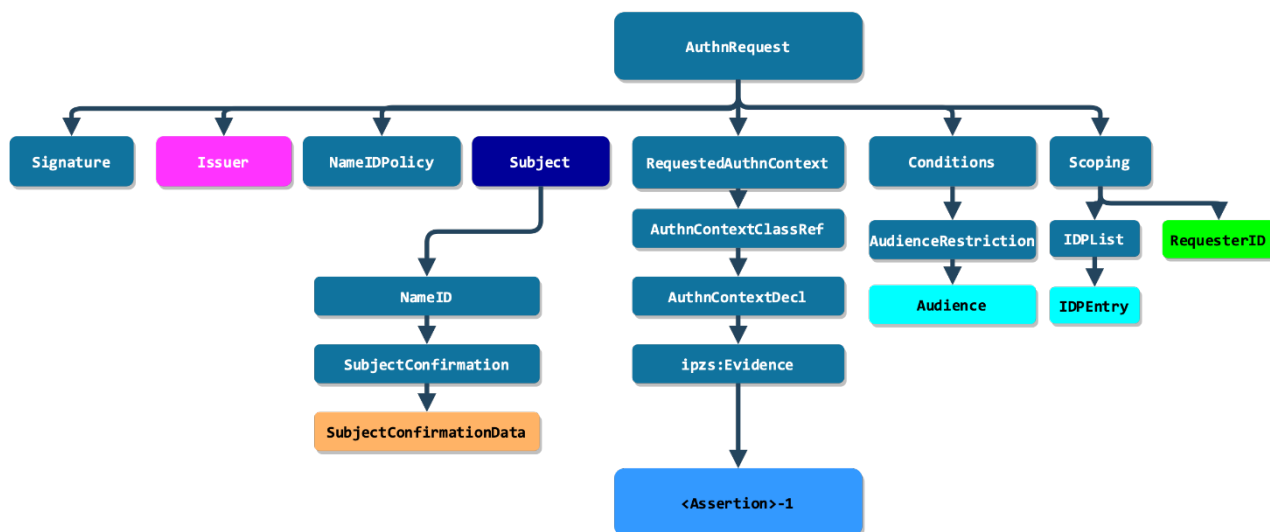 AuthnRequest
Signature
Issuer
NameIDPolicy
Subject
RequestedAuthnContext
Conditions
Scoping
AuthnContextClassRef
AudienceRestriction
IDPList
RequesterID
NameID
AuthnContextDecl
Audience
IDPEntry
SubjectConfirmation
ipzs:Evidence
SubjectConfirmationData
<Assertion>-1